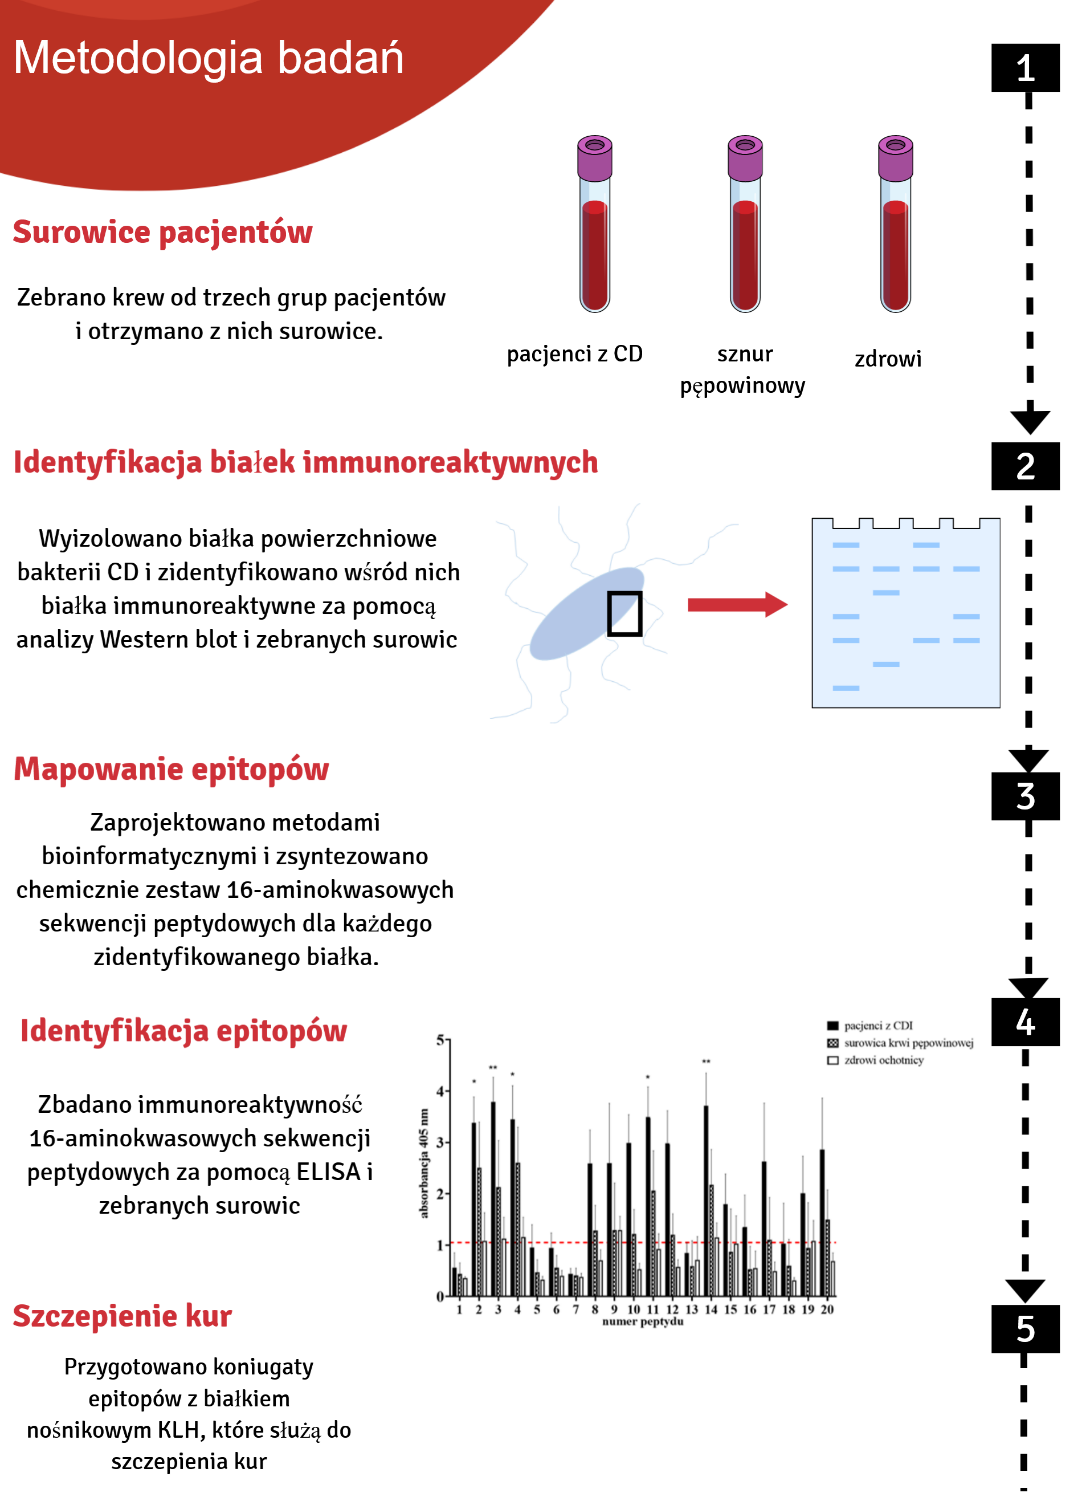 Metodologia badań
1
Surowice pacjentów
Zebrano krew od trzech grup pacjentów
i otrzymano z nich surowice.
pacjenci z CD
sznur
pępowinowy
zdrowi
Identyfikacja białek immunoreaktywnych
2
Wyizolowano białka powierzchniowe
bakterii CD i zidentyfikowano wśród nich
białka immunoreaktywne za pomocą
analizy Western blot i zebranych surowic
Mapowanie epitopów
3
Zaprojektowano metodami
bioinformatycznymi i zsyntezowano
chemicznie zestaw 16-aminokwasowych
sekwencji peptydowych dla każdego
zidentyfikowanego białka.
Identyfikacja epitopów
4
Zbadano immunoreaktywność
16-aminokwasowych sekwencji
peptydowych za pomocą ELISA i
zebranych surowic
pacjenci z CDI
surowica krwi pępowinowej
zdrowi ochotnicy
absorbancja 405 nm
5
4
3
2
1
0
* ** * * **
1 2 3 4 5 6 7 8 9 10 11 12 13 14 15 16 17 18 19 20
numer peptydu
Szczepienie kur
5
Przygotowano koniugaty
epitopów z białkiem
nośnikowym KLH, które służą do
szczepienia kur